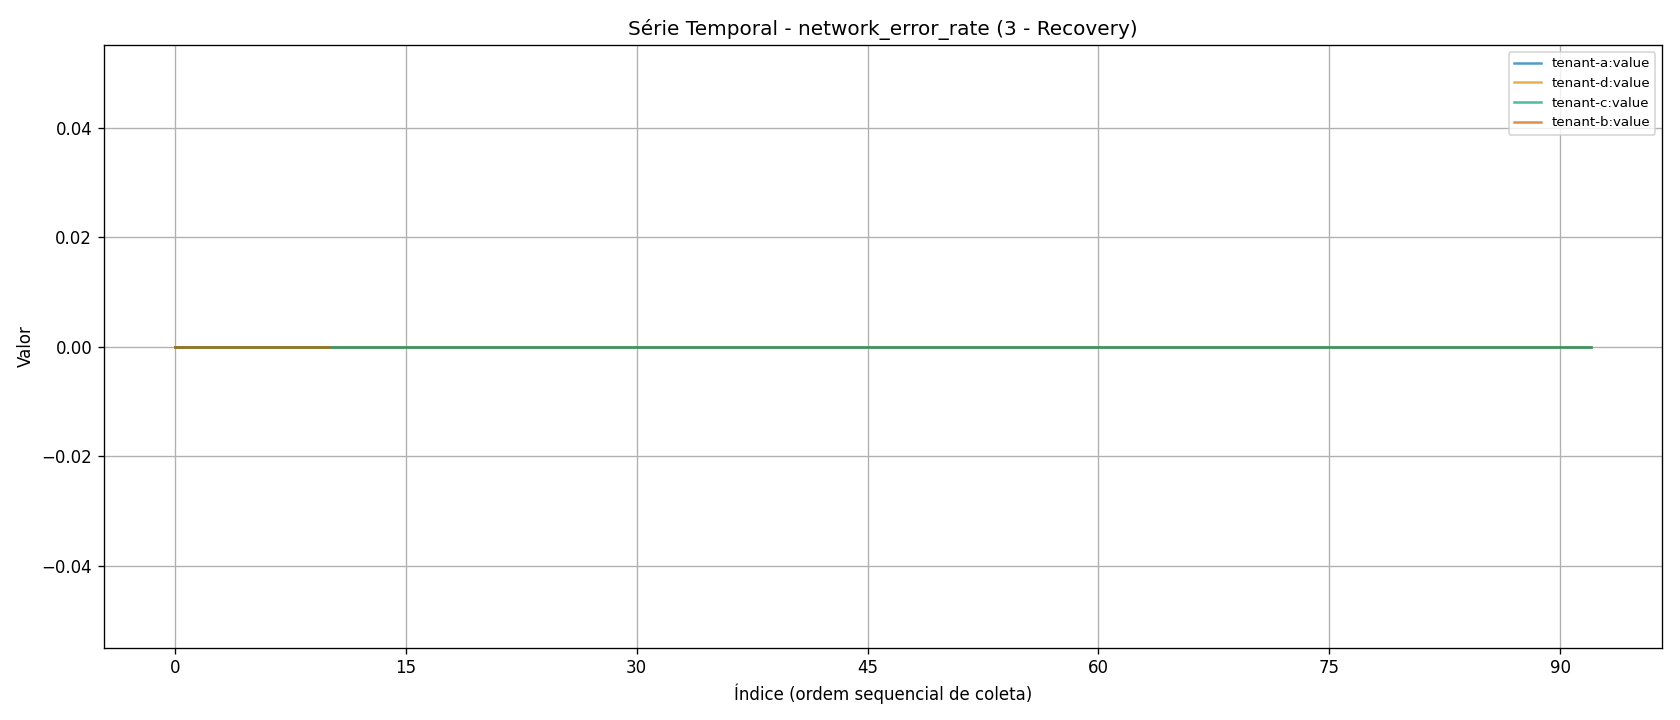 Série Temporal - network_error_rate (3 - Recovery)
tenant-a:value
tenant-d:value
tenant-c:value
tenant-b:value
0.04
0.02
0.00
−0.02
−0.04
Valor
0 15 30 45 60 75 90
Índice (ordem sequencial de coleta)